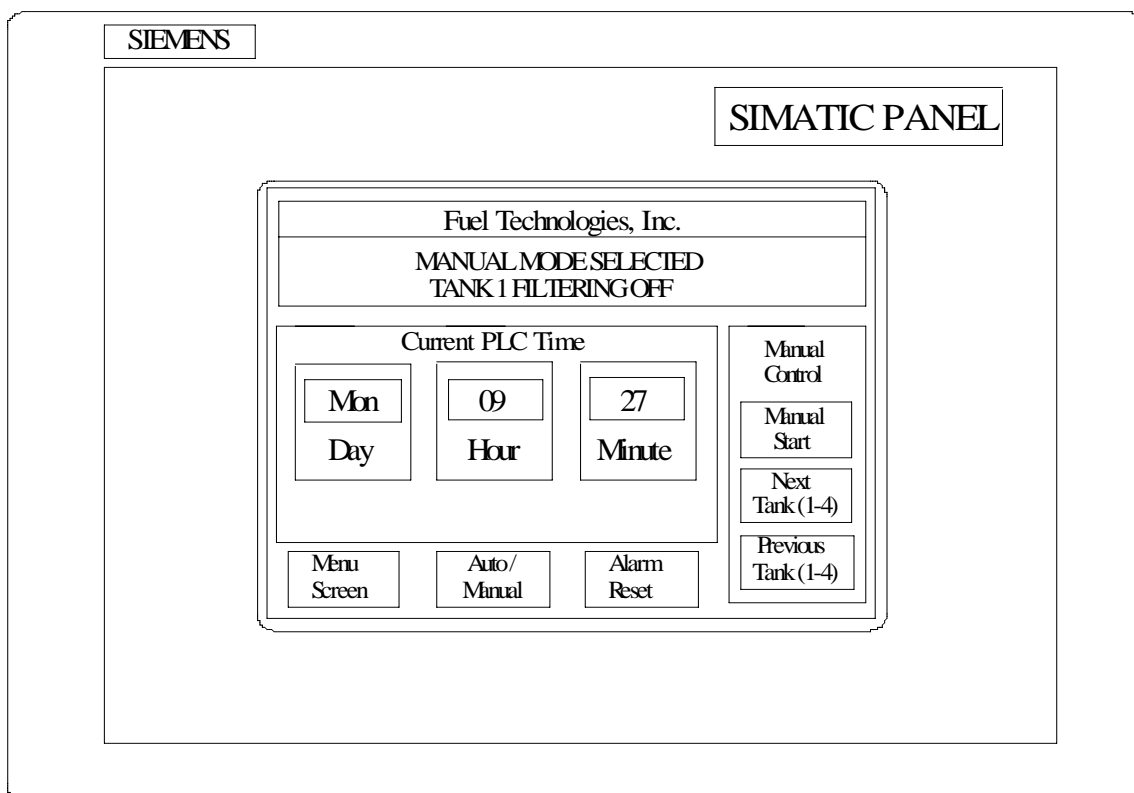 SIEMENS
SIMATIC PANEL
Fuel Technologies, Inc.
MANUAL MODE SELECTED
TANK 1 FILTERING OFF
Current PLC Time
Mon
Day
09
Hour
27
Minute
Manual
Control
Manual
Start
Next
Tank (1-4)
Previous
Tank (1-4)
Menu
Screen
Auto /
Manual
Alarm
Reset